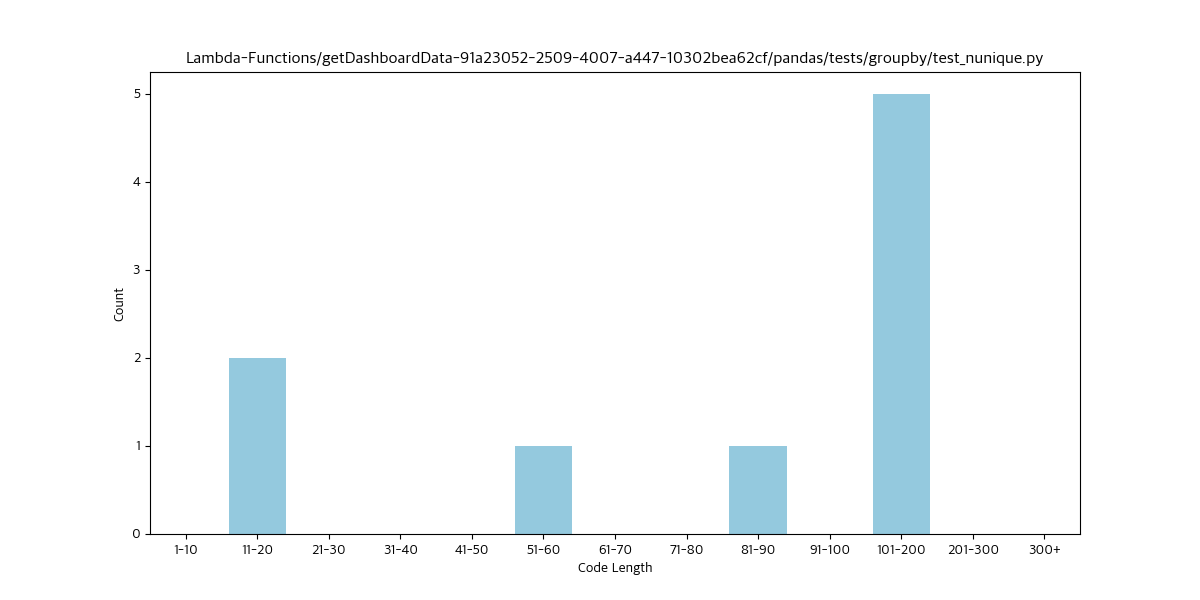 Lambda-Functions/getDashboardData-91a23052-2509-4007-a447-10302bea62cf/pandas/tests/groupby/test_nunique.py
5
4
3
2
1
0
Count
1-10 11-20 21-30 31-40 41-50 51-60 61-70 71-80 81-90 91-100 101-200 201-300 300+
Code Length